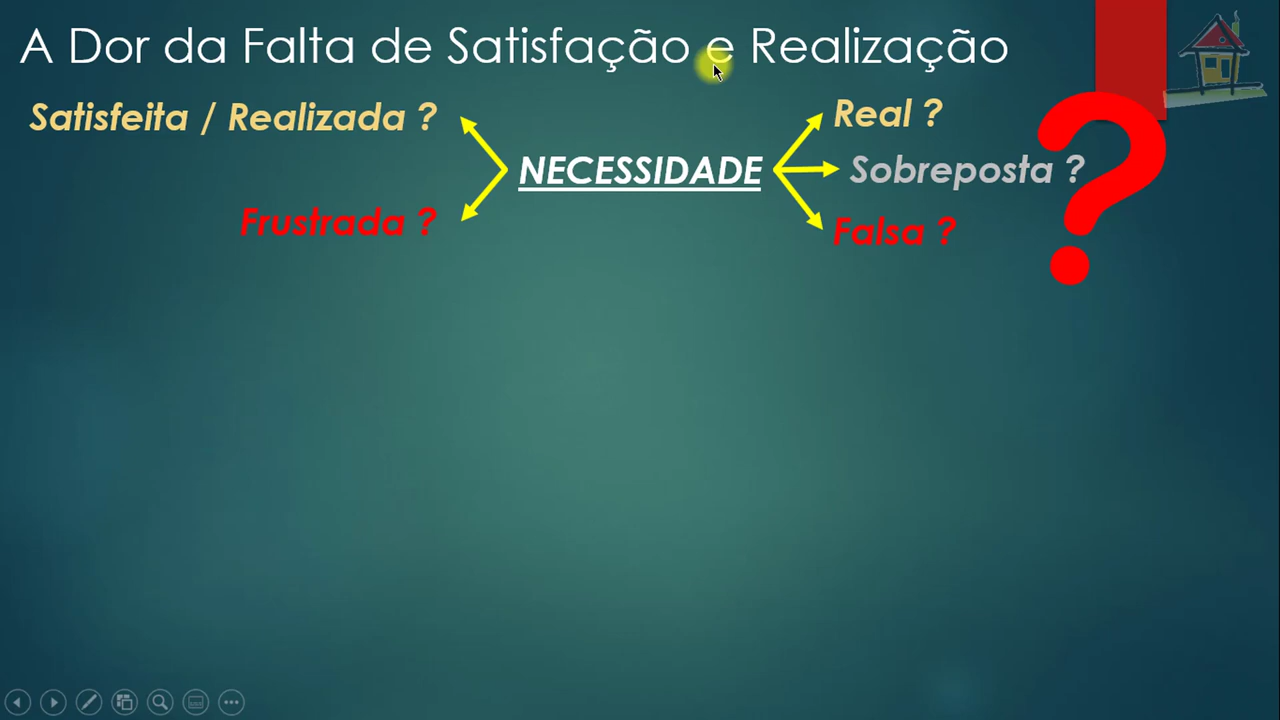 A Dor da Falta de Satisfação e Realização
Satisfeita / Realizada ?
Frustrada ?
NECESSIDADE
Real ?
Sobreposta ?
Falsa ?
?